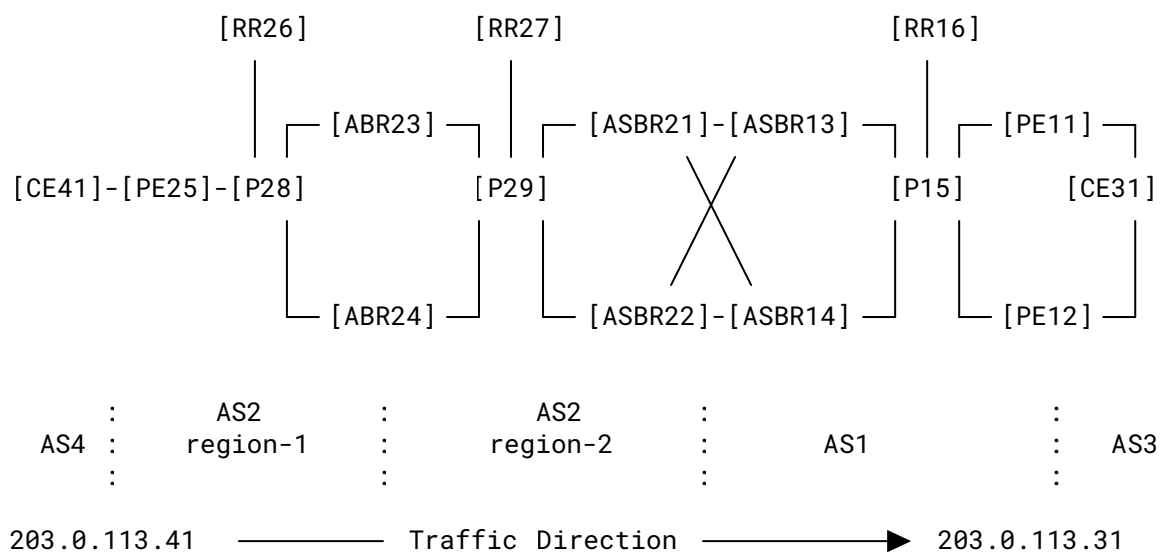 [RR26] [RR27] [RR16]
[ABR23] [ASBR21]-[ASBR13] [PE11]
[CE41]-[PE25]-[P28] [P29] [P15] [CE31]
[ABR24] [ASBR22]-[ASBR14] [PE12]
: AS2 : AS2 : :
AS4 : region-1 : region-2 : AS1 : AS3
: : : :
203.0.113.41 Traffic Direction 203.0.113.31